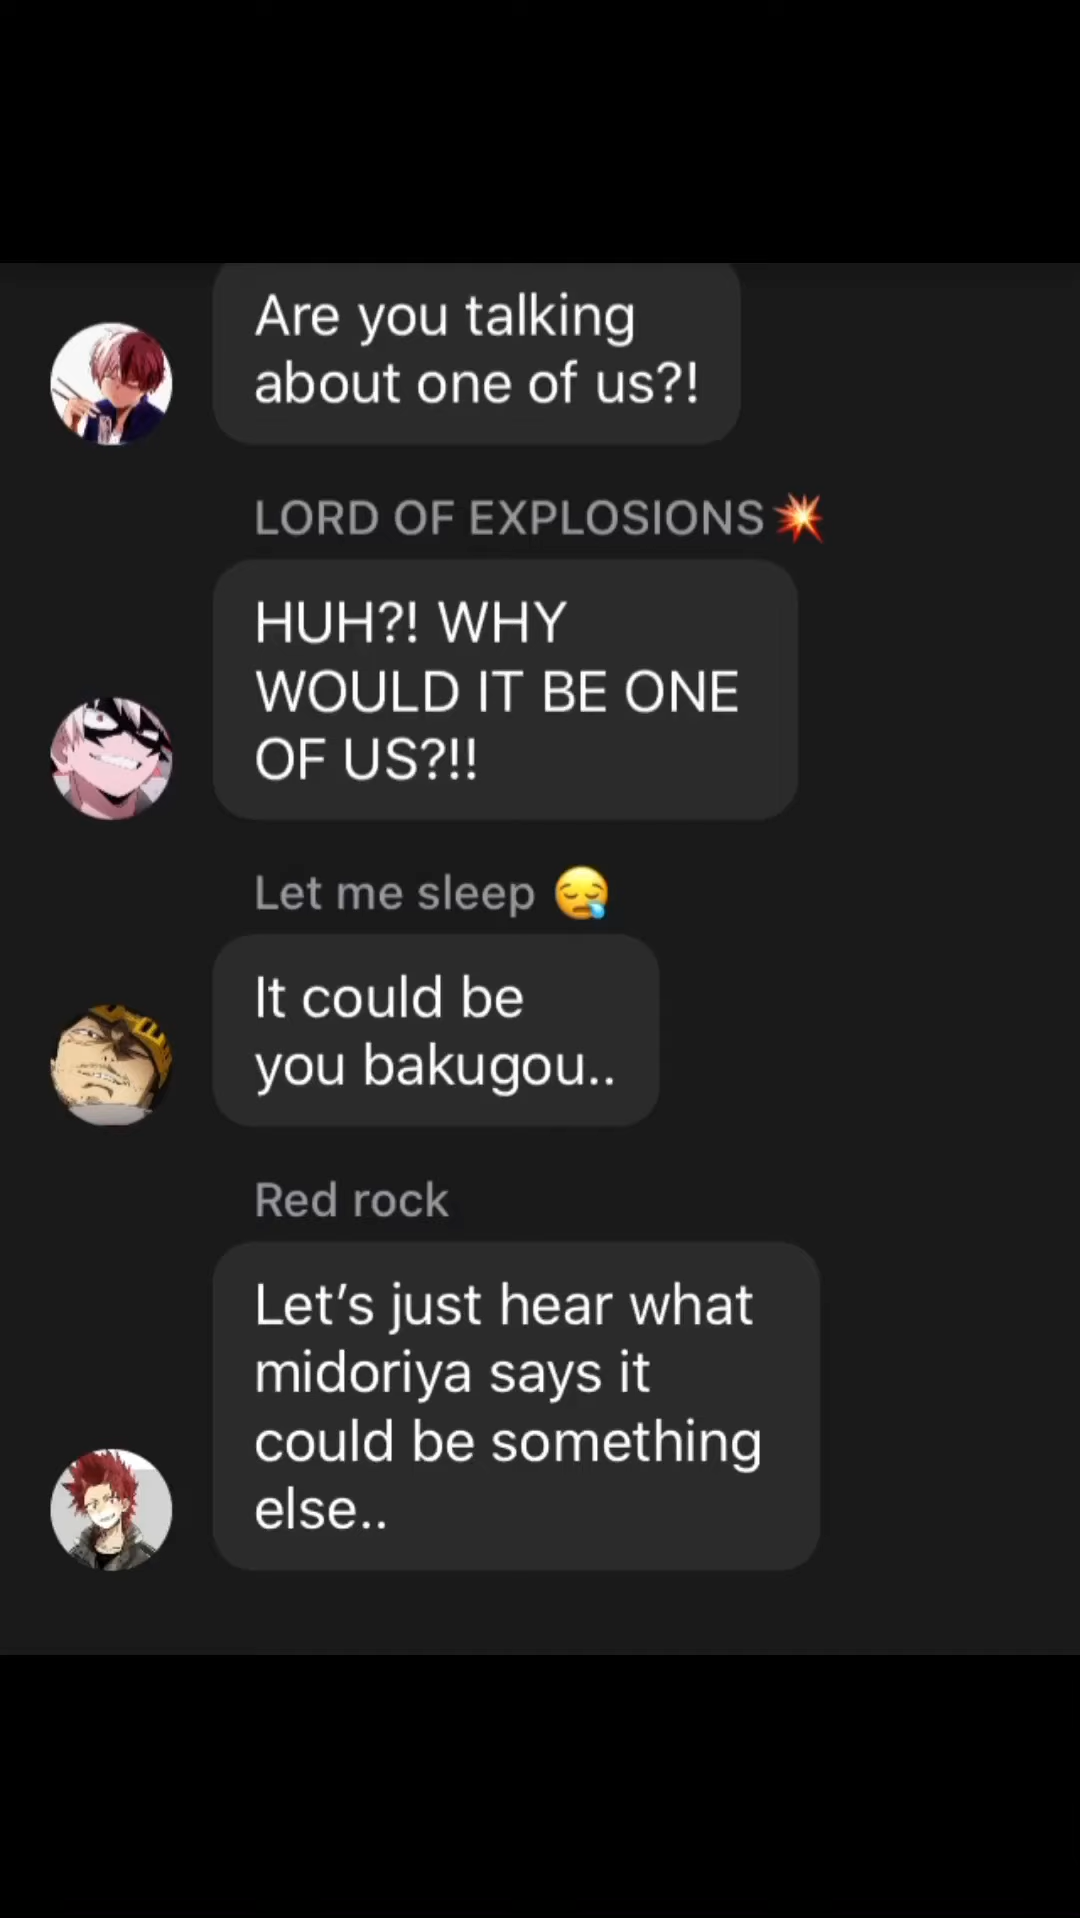 Are you talking
about one of us?!
LORD OF EXPLOSIONS💥
HUH?! WHY
WOULD IT BE ONE
OF US?!!
Let me sleep 😪
It could be
you bakugou..
Red rock
Let’s just hear what
midoriya says it
could be something
else..